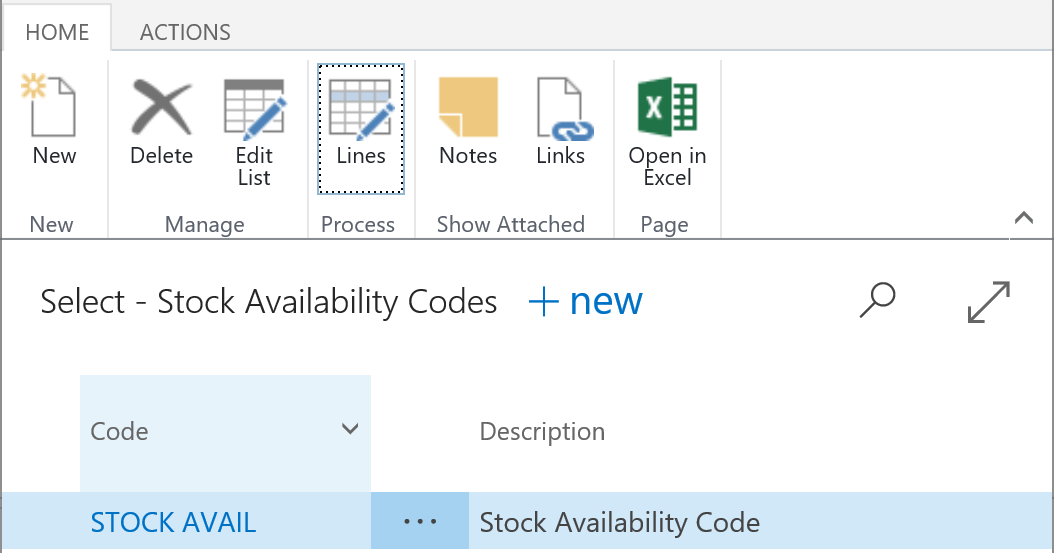 HOME ACTIONS
New Delete Edit List Lines Notes Links Open in Excel
New Manage Process Show Attached Page
Select - Stock Availability Codes + new
Code Description
STOCK AVAIL ... Stock Availability Code